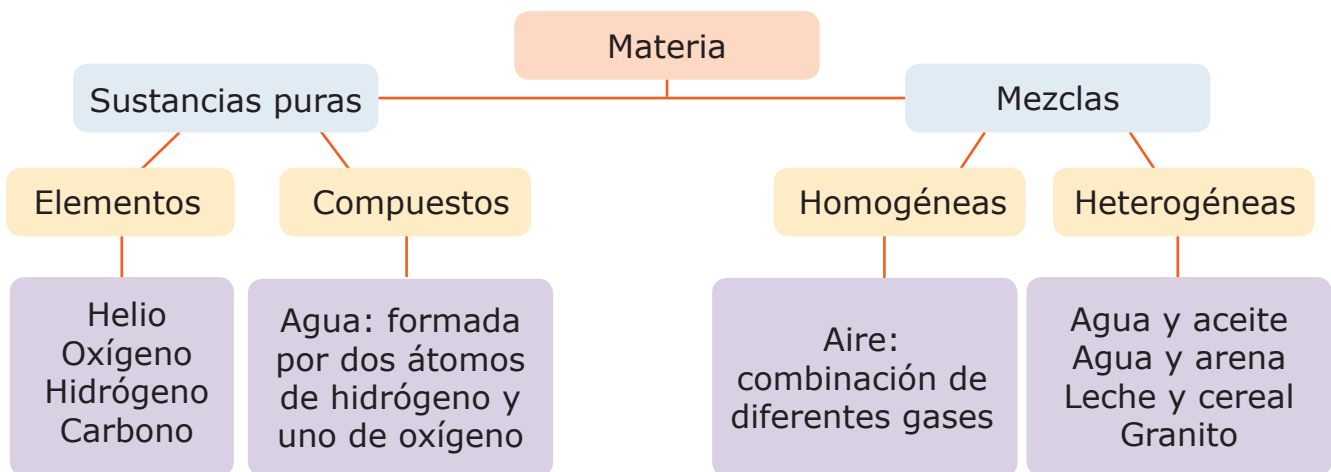 Materia
Sustancias puras
Mezclas
Elementos
Compuestos
Homogéneas
Heterogéneas
Helio
Oxígeno
Hidrógeno
Carbono
Agua: formada
por dos átomos
de hidrógeno y
uno de oxígeno
Aire:
combinación de
diferentes gases
Agua y aceite
Agua y arena
Leche y cereal
Granito